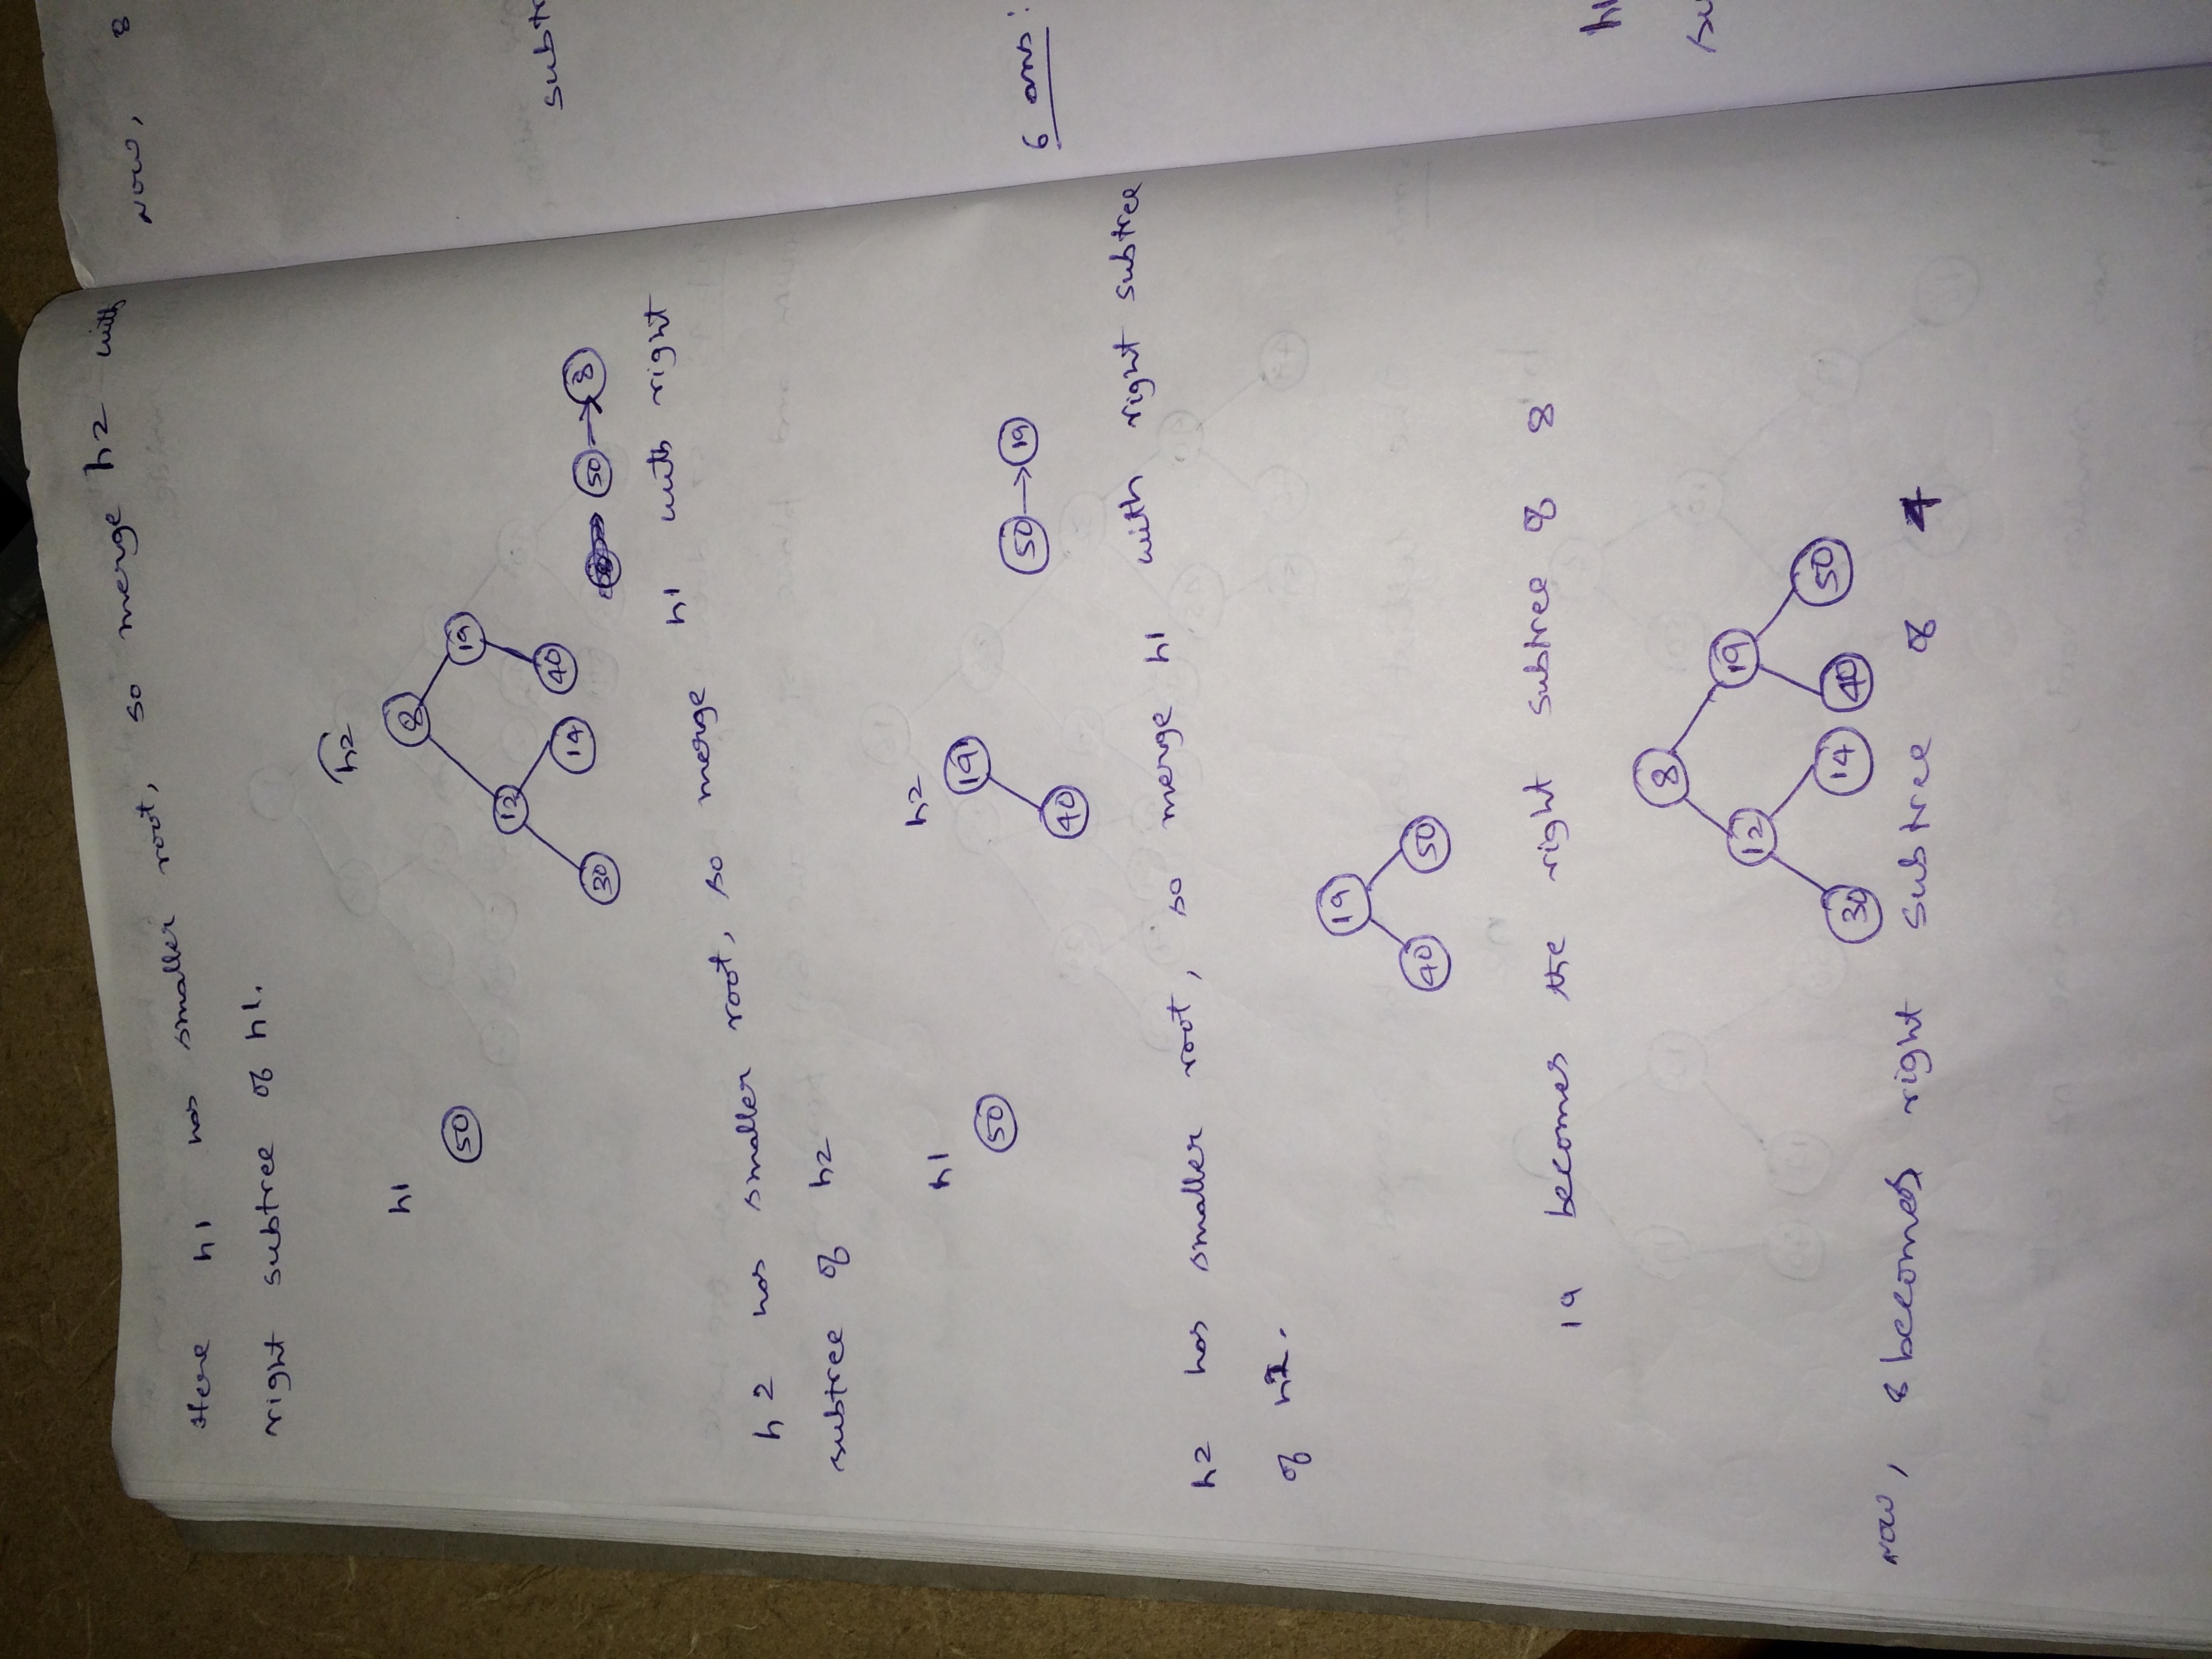 Here h1 has smaller root, so merge h2 with
right subtree of h1.
h1
h2
50
8
12
19
30
14
40
50 → 8
h2 has smaller root, so merge h1 with right
subtree of h2
h1
h2
50
19
40
50 → 19
h2 has smaller root, so merge h1 with right subtree
of h2.
19
40 50
19 becomes the right subtree of 8
8
12 19
30 14 40 50
now, 8 becomes right subtree of 4
Now, 8
subtr
6 ans:
h1
su